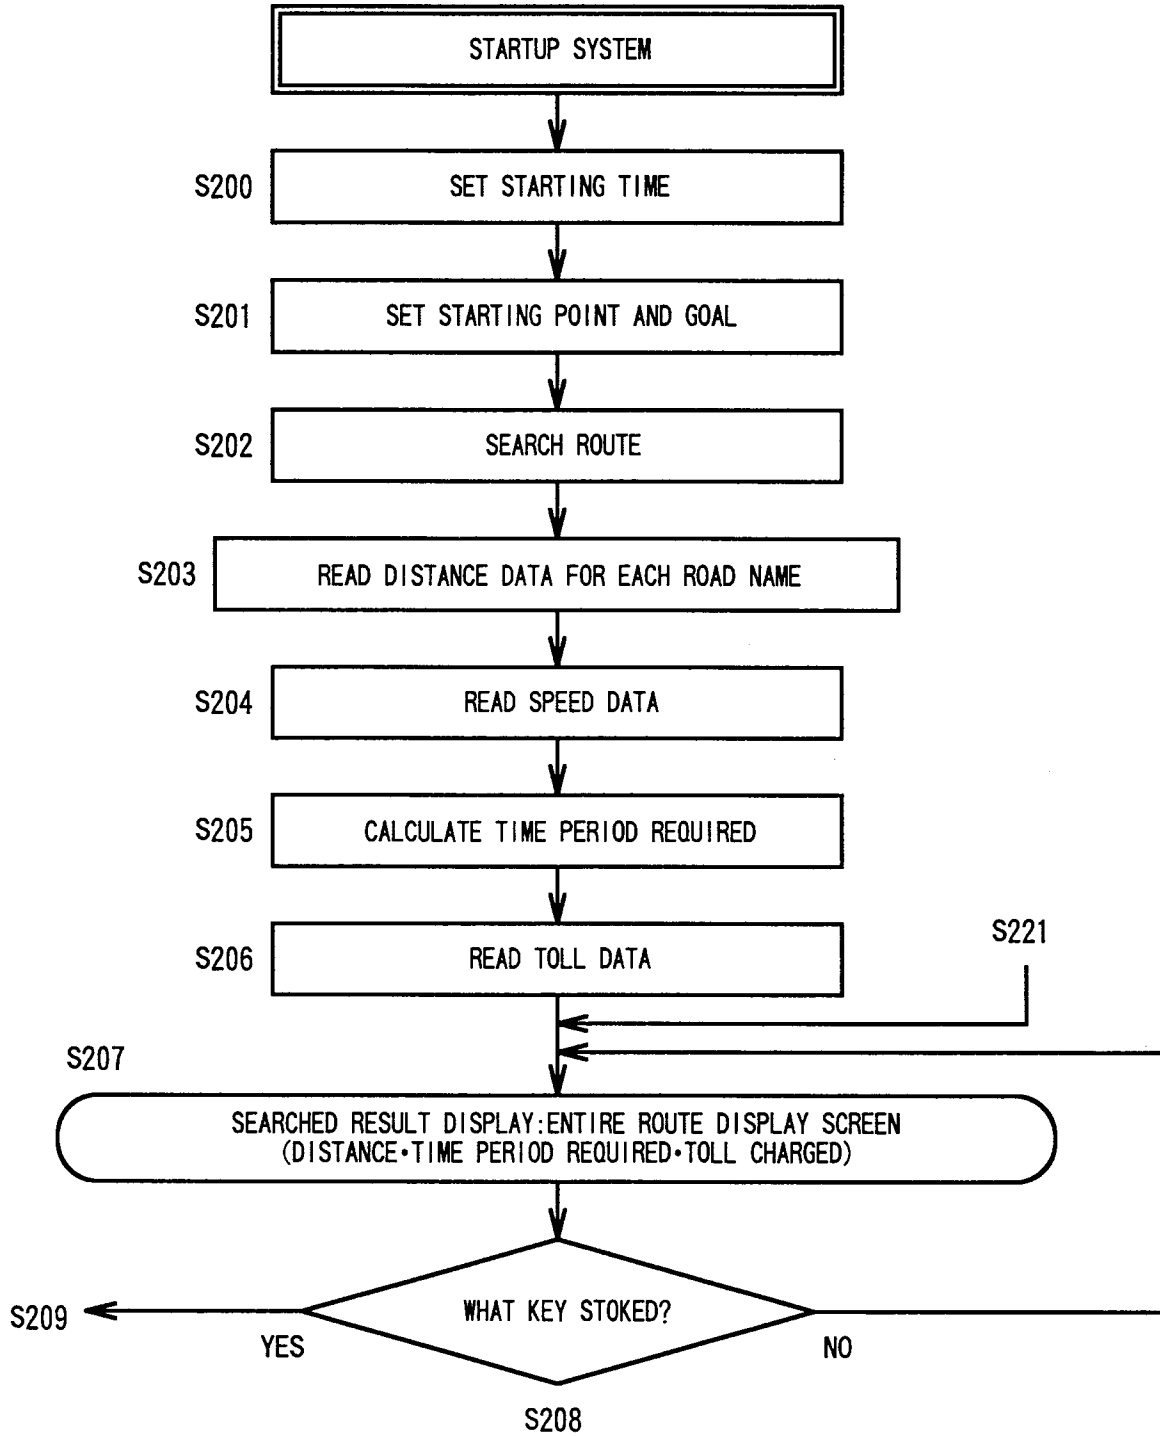 STARTUP SYSTEM
S200
SET STARTING TIME
S201
SET STARTING POINT AND GOAL
S202
SEARCH ROUTE
S203
READ DISTANCE DATA FOR EACH ROAD NAME
S204
READ SPEED DATA
S205
CALCULATE TIME PERIOD REQUIRED
S206
READ TOLL DATA
S221
S207
SEARCHED RESULT DISPLAY:ENTIRE ROUTE DISPLAY SCREEN
(DISTANCE•TIME PERIOD REQUIRED•TOLL CHARGED)
WHAT KEY STOKED?
S209
YES
NO
S208